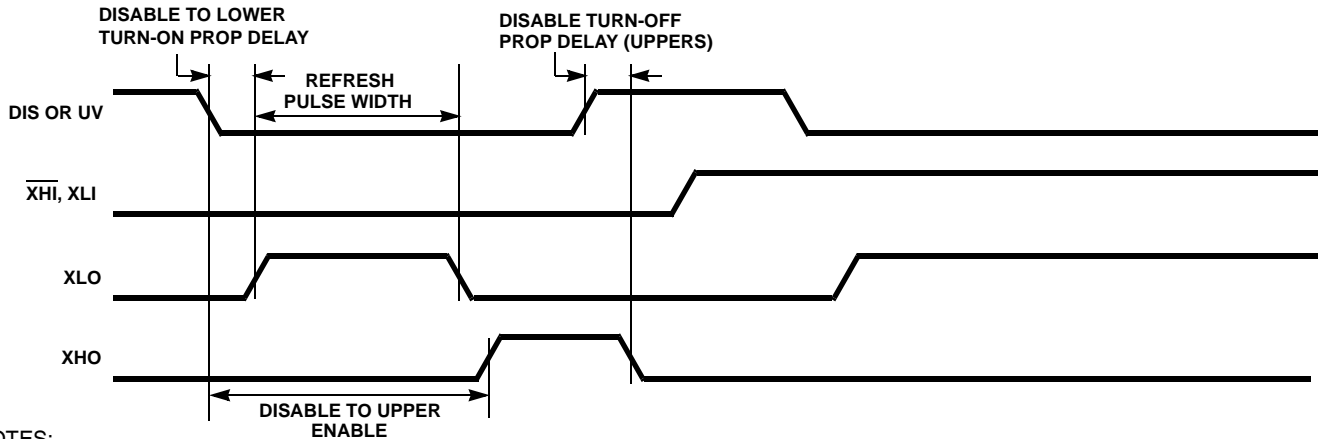 DISABLE TO LOWER
TURN-ON PROP DELAY
DISABLE TURN-OFF
PROP DELAY (UPPERS)
REFRESH
PULSE WIDTH
DIS OR UV
XHI, XLI
XLO
XHO
DISABLE TO UPPER
ENABLE